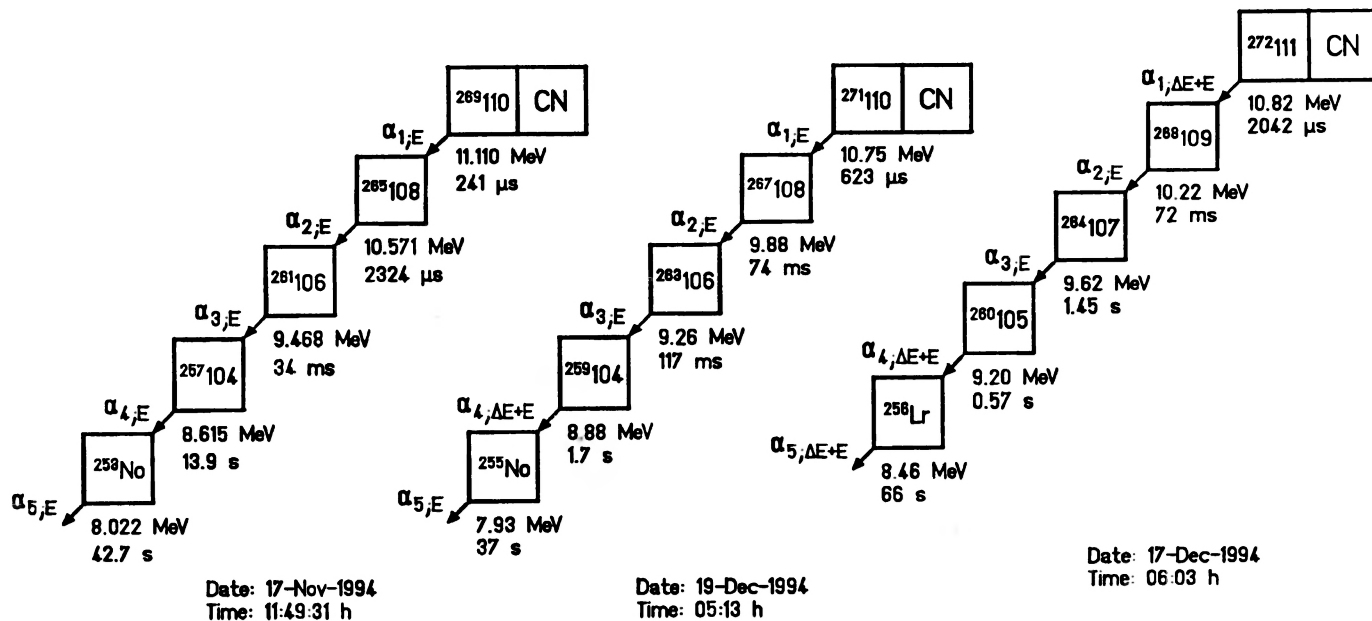 ²⁶⁹110 CN
α₁;E
11.110 MeV
241 µs
²⁶⁵108
α₂;E
10.571 MeV
2324 µs
²⁶¹106
α₃;E
9.468 MeV
34 ms
²⁵⁷104
α₄;E
8.615 MeV
13.9 s
²⁵³No
α₅;E
8.022 MeV
42.7 s
Date: 17-Nov-1994
Time: 11:49:31 h
²⁷¹110 CN
α₁;E
10.75 MeV
623 µs
²⁶⁷108
α₂;E
9.88 MeV
74 ms
²⁶³106
α₃;E
9.26 MeV
117 ms
²⁵⁹104
α₄;ΔE+E
8.88 MeV
1.7 s
²⁵⁵No
α₅;E
7.93 MeV
37 s
Date: 19-Dec-1994
Time: 05:13 h
²⁷²111 CN
α₁;ΔE+E
10.82 MeV
2042 µs
²⁶⁸109
α₂;E
10.22 MeV
72 ms
²⁶⁴107
α₃;E
9.62 MeV
1.45 s
²⁶⁰105
α₄;ΔE+E
9.20 MeV
0.57 s
²⁵⁶Lr
α₅;ΔE+E
8.46 MeV
66 s
Date: 17-Dec-1994
Time: 06:03 h